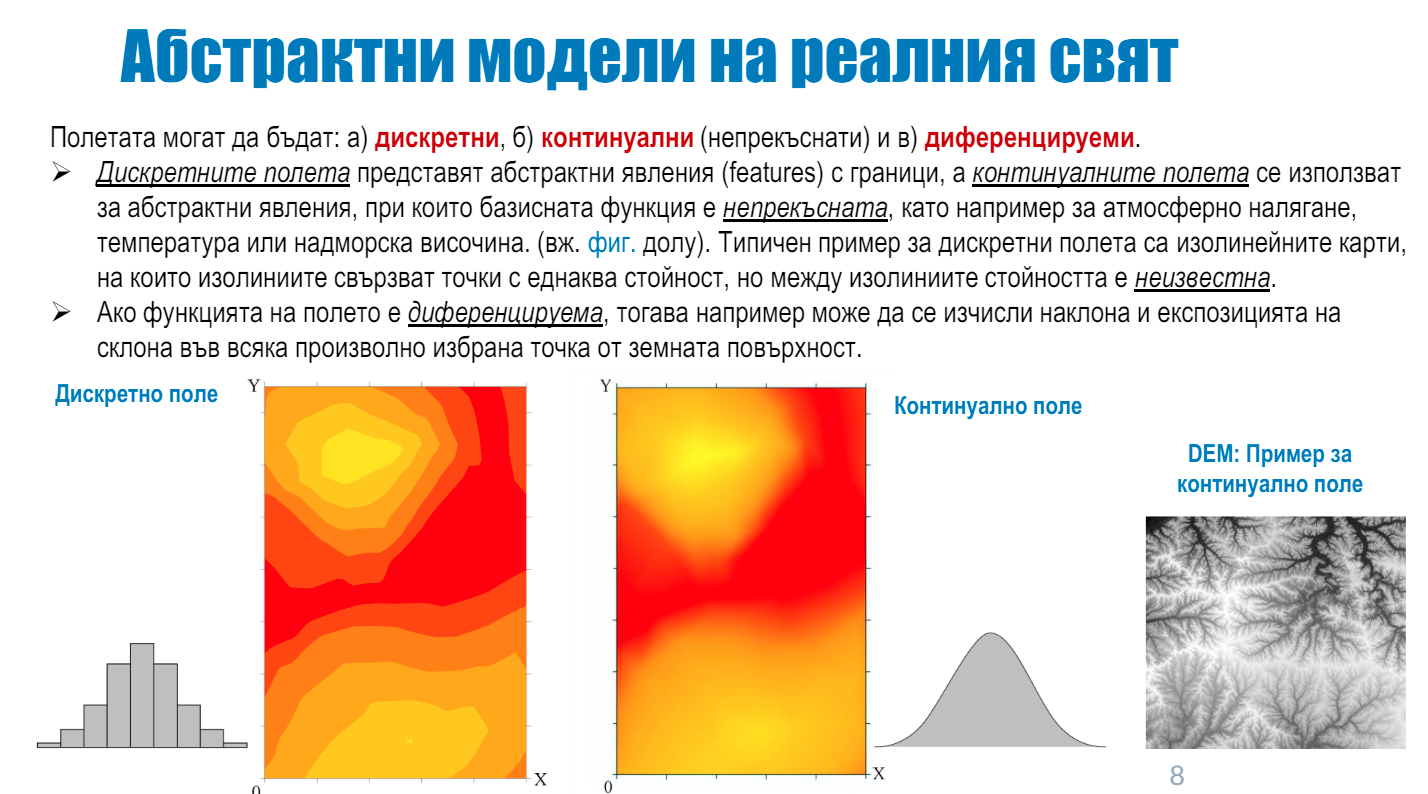 Абстрактни модели на реалния свят
Полетата могат да бъдат: а) дискретни, б) континуални (непрекъснати) и в) диференцируеми.
➢ Дискретните полета представят абстрактни явления (features) с граници, а континуалните полета се използват
за абстрактни явления, при които базисната функция е непрекъсната, като например за атмосферно налягане,
температура или надморска височина. (вж. фиг. долу). Типичен пример за дискретни полета са изолинейните карти,
на които изолиниите свързват точки с еднаква стойност, но между изолиниите стойността е неизвестна.
➢ Ако функцията на полето е диференцируема, тогава например може да се изчисли наклона и експозицията на
склона във всяка произволно избрана точка от земната повърхност.
Дискретно поле
Y
X
0
Y
X
0
Континуално поле
DEM: Пример за
континуално поле
8